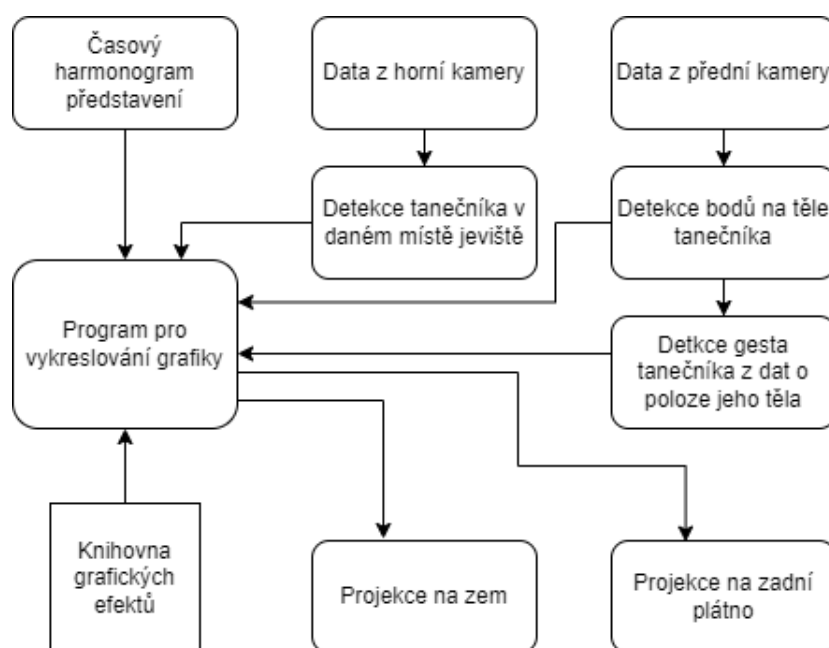 Časový
harmonogram
představení
Data z horní kamery
Data z přední kamery
Detekce tanečníka v
daném místě jeviště
Detekce bodů na těle
tanečníka
Program pro
vykreslování grafiky
Detkce gesta
tanečníka z dat o
poloze jeho těla
Knihovna
grafických
efektů
Projekce na zem
Projekce na zadní
plátno